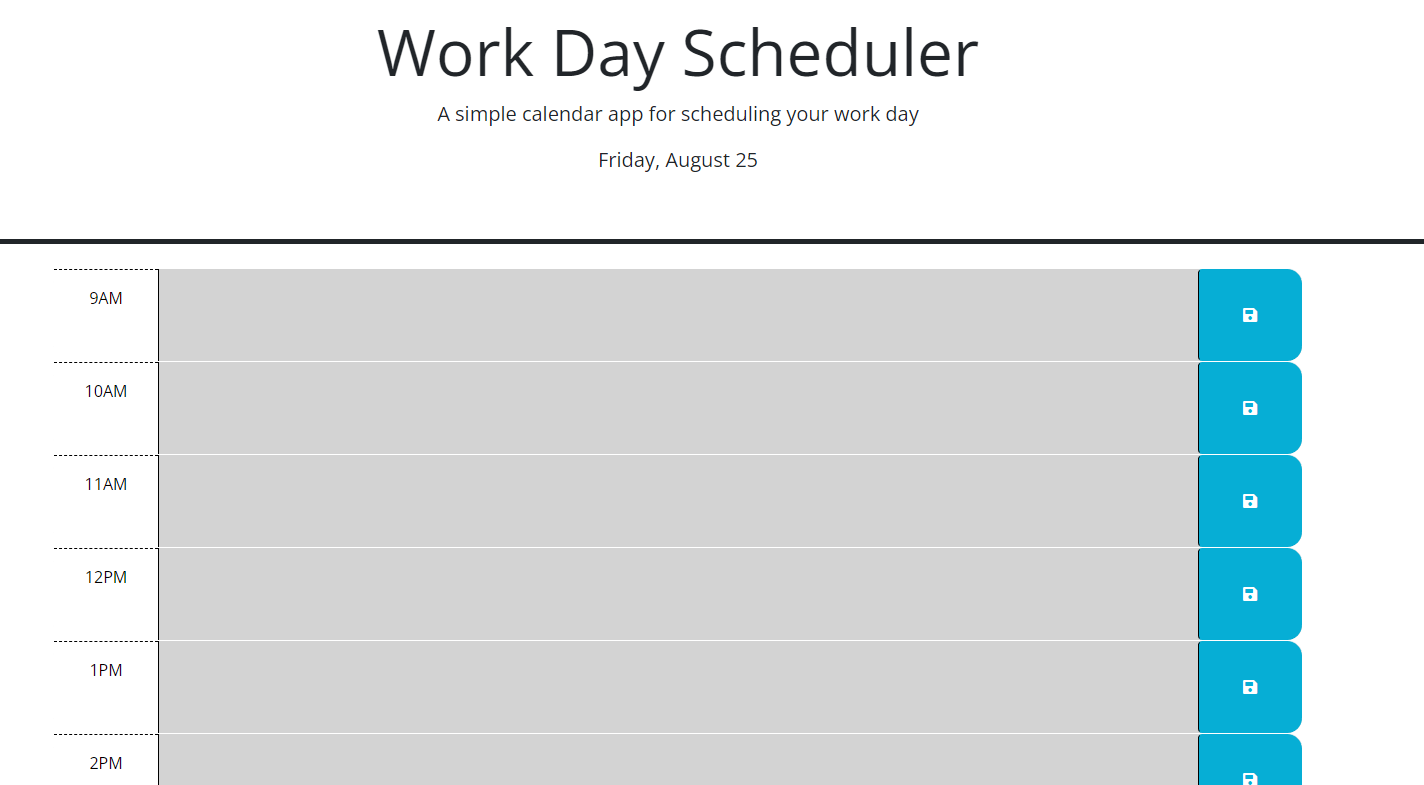 Work Day Scheduler
A simple calendar app for scheduling your work day
Friday, August 25
9AM
10AM
11AM
12PM
1PM
2PM